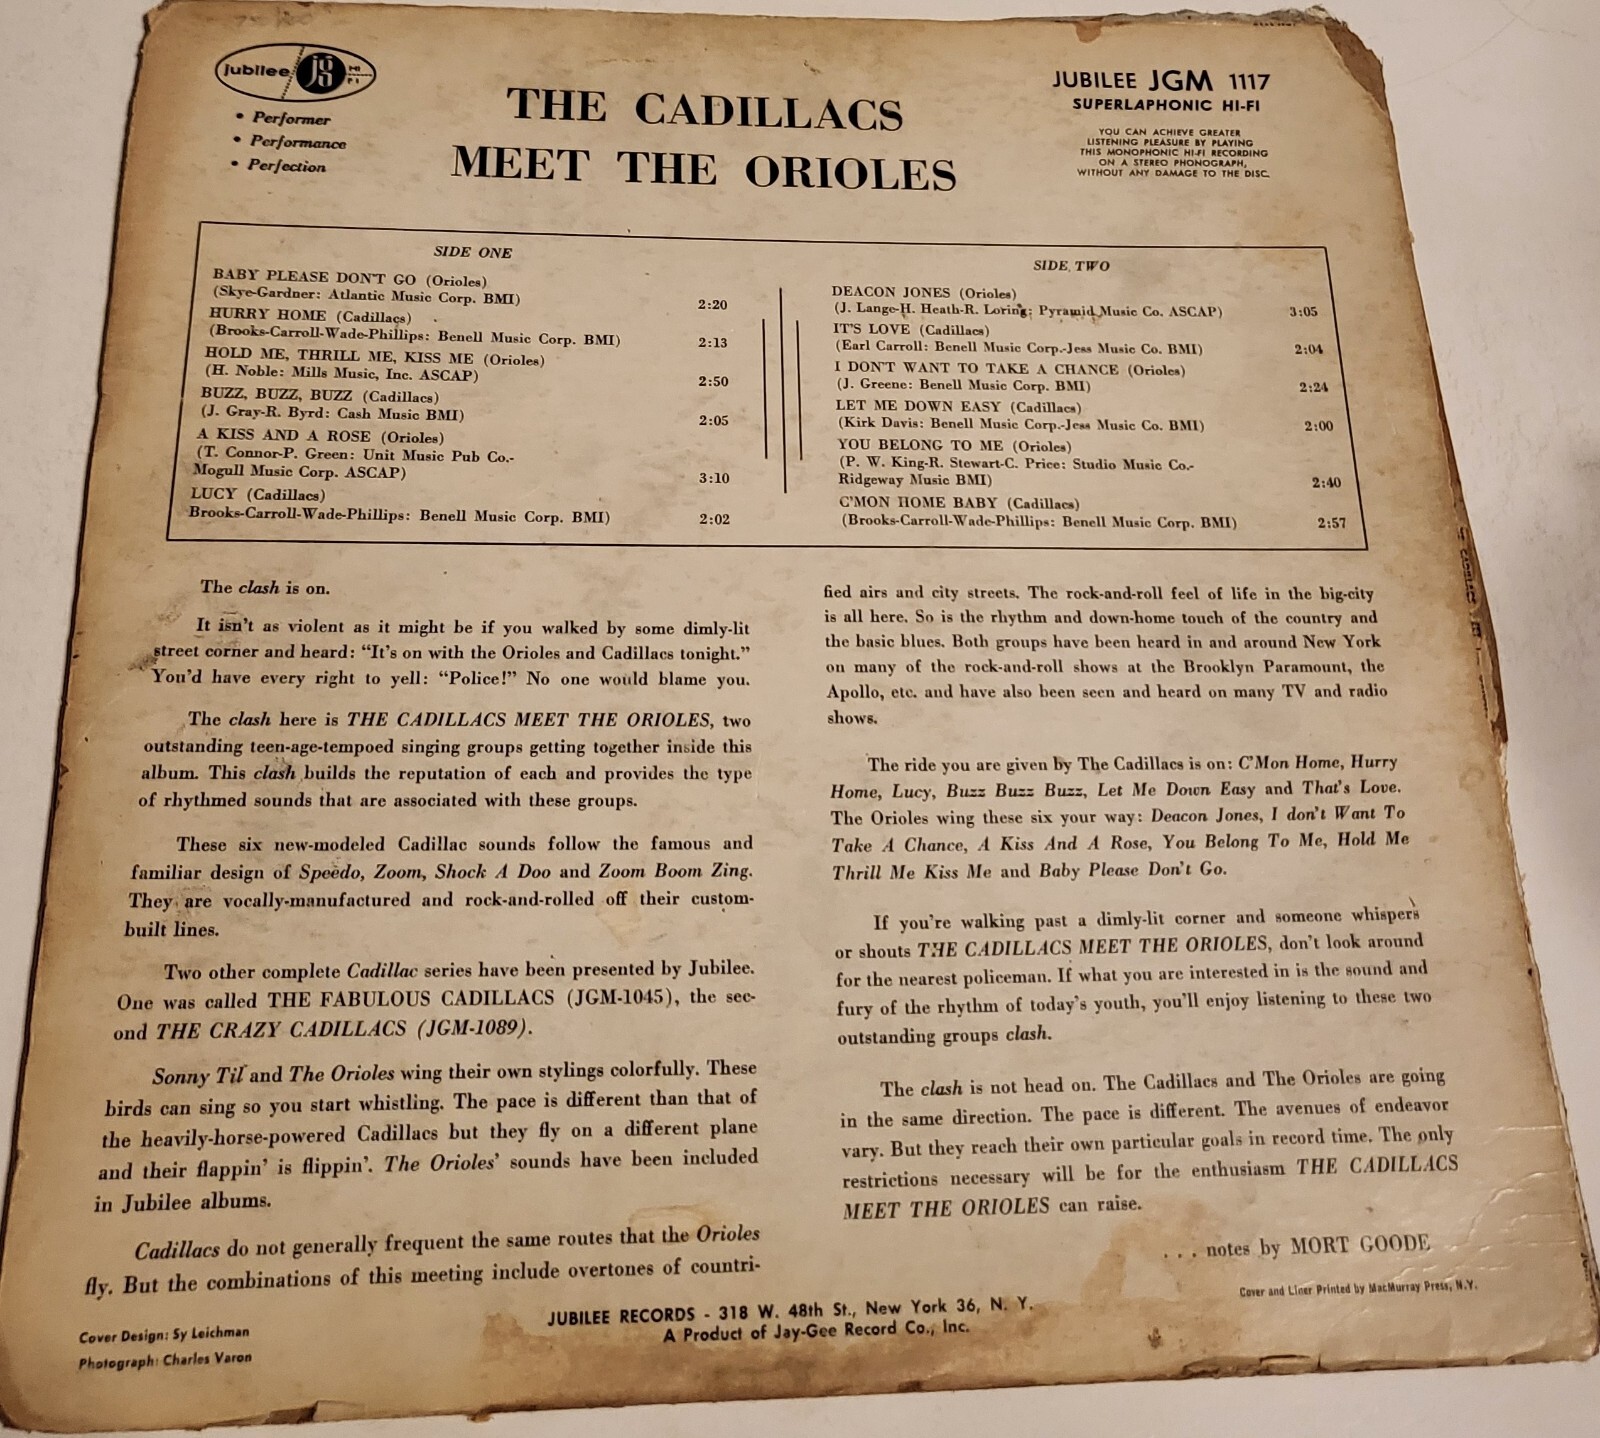 jubilee JG HI FI
• Performer
• Performance
• Perfection
THE CADILLACS
MEET THE ORIOLES
JUBILEE JGM 1117
SUPERLAPHONIC HI-FI
YOU CAN ACHIEVE GREATER
LISTENING PLEASURE BY PLAYING
THIS MONOPHONIC HI-FI RECORDING
ON A STEREO PHONOGRAPH,
WITHOUT ANY DAMAGE TO THE DISC.
SIDE ONE
BABY PLEASE DON'T GO (Orioles)
(Skye-Gardner: Atlantic Music Corp. BMI) 2:20
HURRY HOME (Cadillacs)
(Brooks-Carroll-Wade-Phillips: Benell Music Corp. BMI) 2:13
HOLD ME, THRILL ME, KISS ME (Orioles)
(H. Noble: Mills Music, Inc. ASCAP) 2:50
BUZZ, BUZZ, BUZZ (Cadillacs)
(J. Gray-R. Byrd: Cash Music BMI) 2:05
A KISS AND A ROSE (Orioles)
(T. Connor-P. Green: Unit Music Pub Co.-
Mogull Music Corp. ASCAP) 3:10
LUCY (Cadillacs)
Brooks-Carroll-Wade-Phillips: Benell Music Corp. BMI) 2:02
SIDE TWO
DEACON JONES (Orioles)
(J. Lange-H. Heath-R. Loring: Pyramid Music Co. ASCAP) 3:05
IT'S LOVE (Cadillacs)
(Earl Carroll: Benell Music Corp.-Jess Music Co. BMI) 2:04
I DON'T WANT TO TAKE A CHANCE (Orioles)
(J. Greene: Benell Music Corp. BMI) 2:24
LET ME DOWN EASY (Cadillacs)
(Kirk Davis: Benell Music Corp.-Jess Music Co. BMI) 2:00
YOU BELONG TO ME (Orioles)
(P. W. King-R. Stewart-C. Price: Studio Music Co.-
Ridgeway Music BMI) 2:40
C'MON HOME BABY (Cadillacs)
(Brooks-Carroll-Wade-Phillips: Benell Music Corp. BMI) 2:57
The clash is on.
It isn't as violent as it might be if you walked by some dimly-lit
street corner and heard: "It's on with the Orioles and Cadillacs tonight."
You'd have every right to yell: "Police!" No one would blame you.
The clash here is THE CADILLACS MEET THE ORIOLES, two
outstanding teen-age-tempoed singing groups getting together inside this
album. This clash builds the reputation of each and provides the type
of rhythmed sounds that are associated with these groups.
These six new-modeled Cadillac sounds follow the famous and
familiar design of Speedo, Zoom, Shock A Doo and Zoom Boom Zing.
They are vocally-manufactured and rock-and-rolled off their custom-
built lines.
Two other complete Cadillac series have been presented by Jubilee.
One was called THE FABULOUS CADILLACS (JGM-1045), the sec-
ond THE CRAZY CADILLACS (JGM-1089).
Sonny Til and The Orioles wing their own stylings colorfully. These
birds can sing so you start whistling. The pace is different than that of
the heavily-horse-powered Cadillacs but they fly on a different plane
and their flappin' is flippin'. The Orioles' sounds have been included
in Jubilee albums.
Cadillacs do not generally frequent the same routes that the Orioles
fly. But the combinations of this meeting include overtones of countri-
fied airs and city streets. The rock-and-roll feel of life in the big-city
is all here. So is the rhythm and down-home touch of the country and
the basic blues. Both groups have been heard in and around New York
on many of the rock-and-roll shows at the Brooklyn Paramount, the
Apollo, etc. and have also been seen and heard on many TV and radio
shows.
The ride you are given by The Cadillacs is on: C'Mon Home, Hurry
Home, Lucy, Buzz Buzz Buzz, Let Me Down Easy and That's Love.
The Orioles wing these six your way: Deacon Jones, I don't Want To
Take A Chance, A Kiss And A Rose, You Belong To Me, Hold Me
Thrill Me Kiss Me and Baby Please Don't Go.
If you're walking past a dimly-lit corner and someone whispers
or shouts THE CADILLACS MEET THE ORIOLES, don't look around
for the nearest policeman. If what you are interested in is the sound and
fury of the rhythm of today's youth, you'll enjoy listening to these two
outstanding groups clash.
The clash is not head on. The Cadillacs and The Orioles are going
in the same direction. The pace is different. The avenues of endeavor
vary. But they reach their own particular goals in record time. The only
restrictions necessary will be for the enthusiasm THE CADILLACS
MEET THE ORIOLES can raise.
. . . notes by MORT GOODE
Cover and Liner Printed by MacMurray Press, N.Y.
JUBILEE RECORDS - 318 W. 48th St., New York 36, N. Y.
A Product of Jay-Gee Record Co., Inc.
Cover Design: Sy Leichman
Photograph: Charles Varon